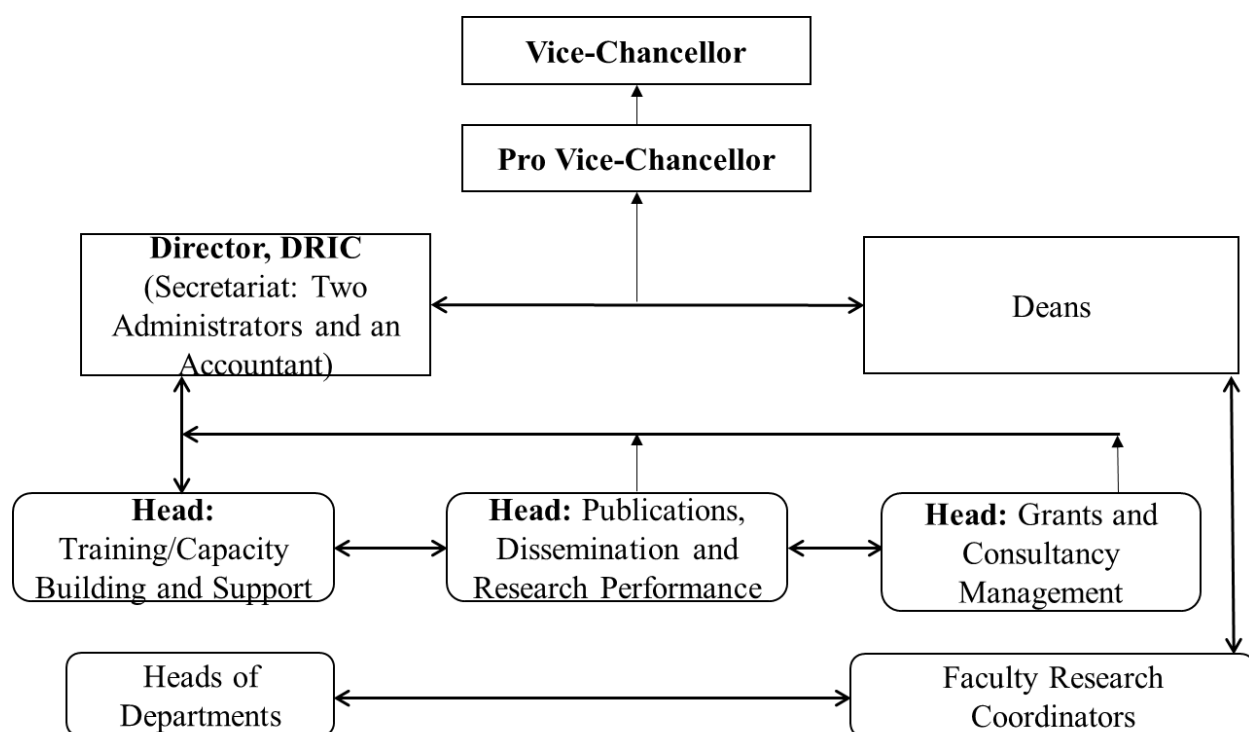 Vice-Chancellor
Pro Vice-Chancellor
Director, DRIC
(Secretariat: Two
Administrators and an
Accountant)
Deans
Head:
Training/Capacity
Building and Support
Head: Publications,
Dissemination and
Research Performance
Head: Grants and
Consultancy
Management
Heads of
Departments
Faculty Research
Coordinators